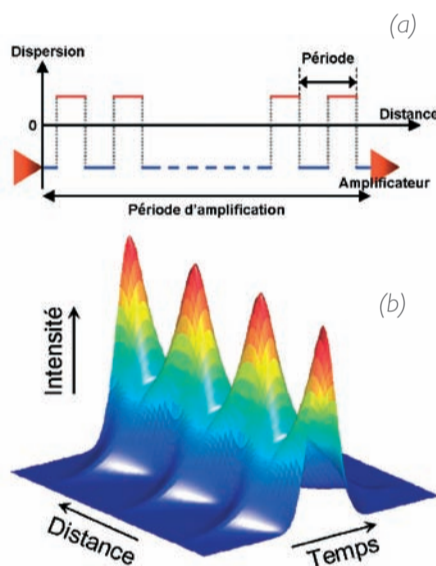 (a)
Dispersion
Période
Distance
0
Amplificateur
Période d'amplification
(b)
Intensité
Distance
Temps